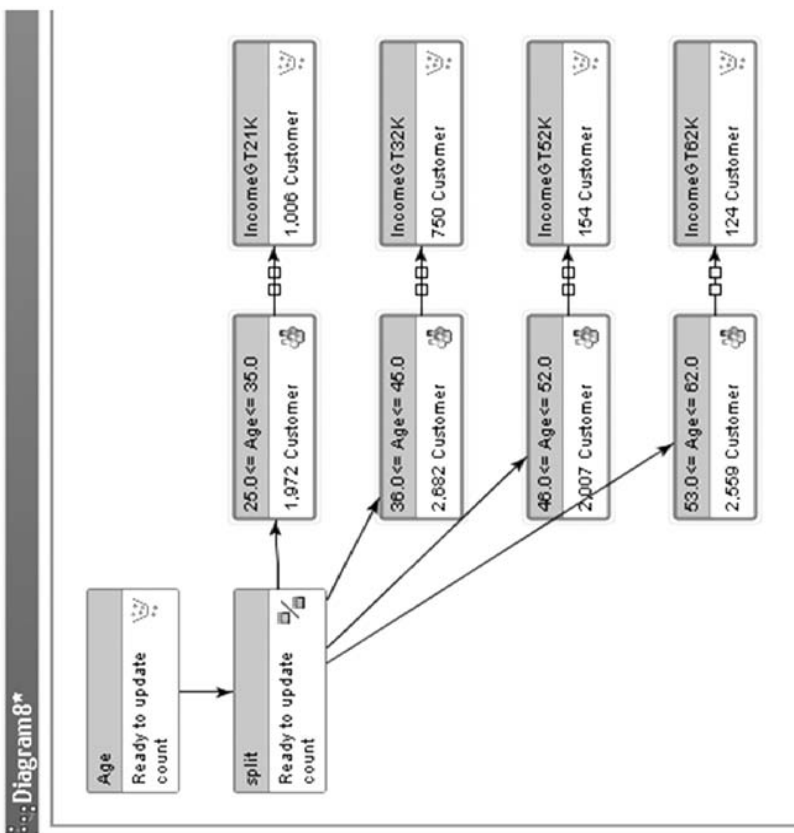 Diagram8*
Age
Ready to update
count
split
Ready to update
count
25.0<= Age<= 35.0
1,972 Customer
IncomeGT21K
1,006 Customer
36.0<= Age<= 45.0
2,682 Customer
IncomeGT32K
750 Customer
46.0<= Age<= 52.0
2,007 Customer
IncomeGT52K
154 Customer
53.0<= Age<= 62.0
2,559 Customer
IncomeGT62K
124 Customer